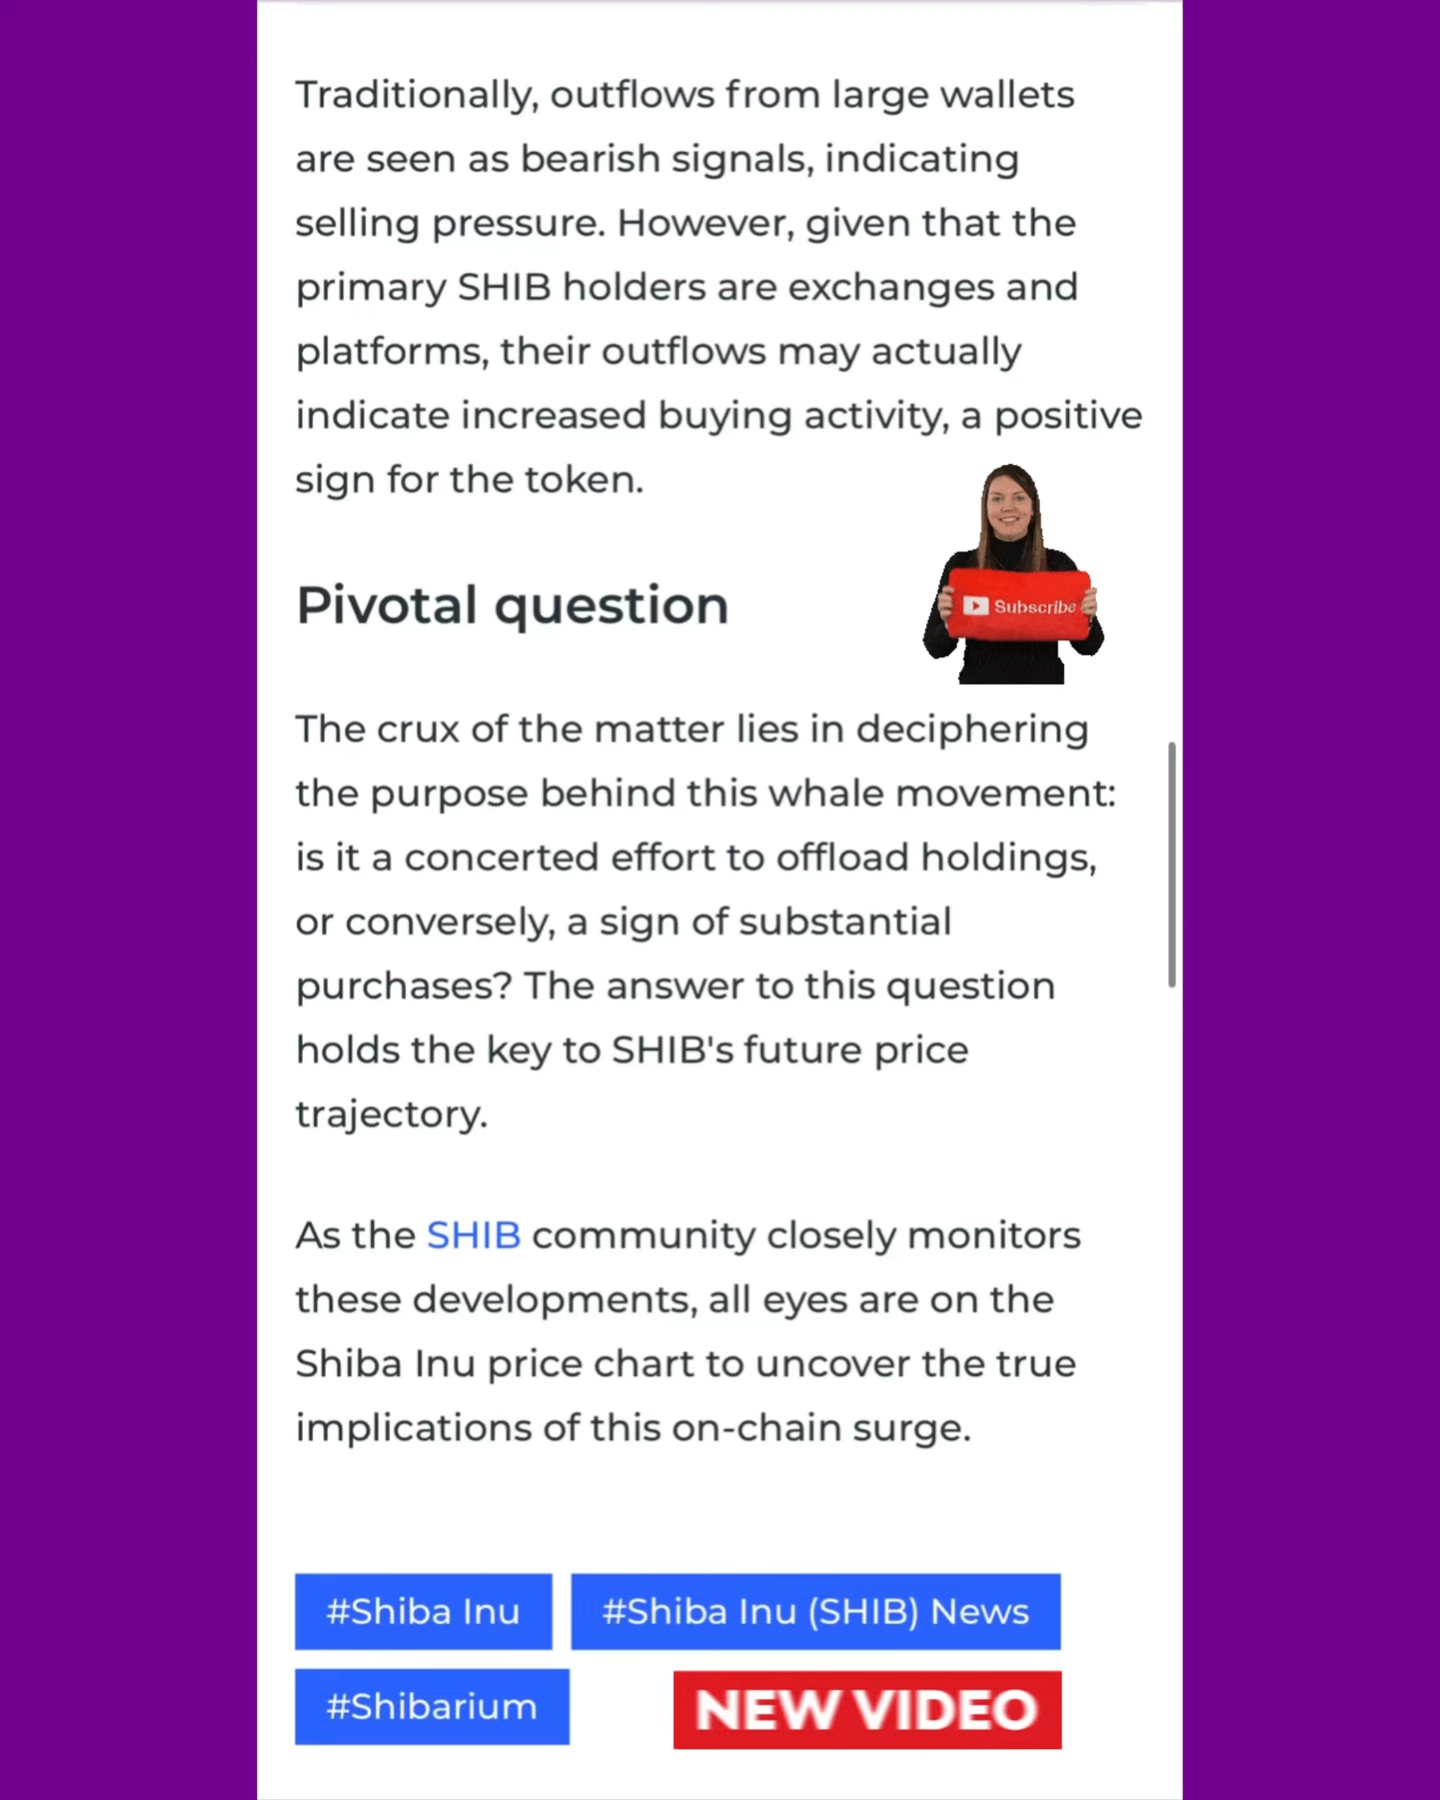 Traditionally, outflows from large wallets
are seen as bearish signals, indicating
selling pressure. However, given that the
primary SHIB holders are exchanges and
platforms, their outflows may actually
indicate increased buying activity, a positive
sign for the token.
Subscribe
Pivotal question
The crux of the matter lies in deciphering
the purpose behind this whale movement:
is it a concerted effort to offload holdings,
or conversely, a sign of substantial
purchases? The answer to this question
holds the key to SHIB's future price
trajectory.
As the SHIB community closely monitors
these developments, all eyes are on the
Shiba Inu price chart to uncover the true
implications of this on-chain surge.
#Shiba Inu
#Shiba Inu (SHIB) News
#Shibarium
NEW VIDEO